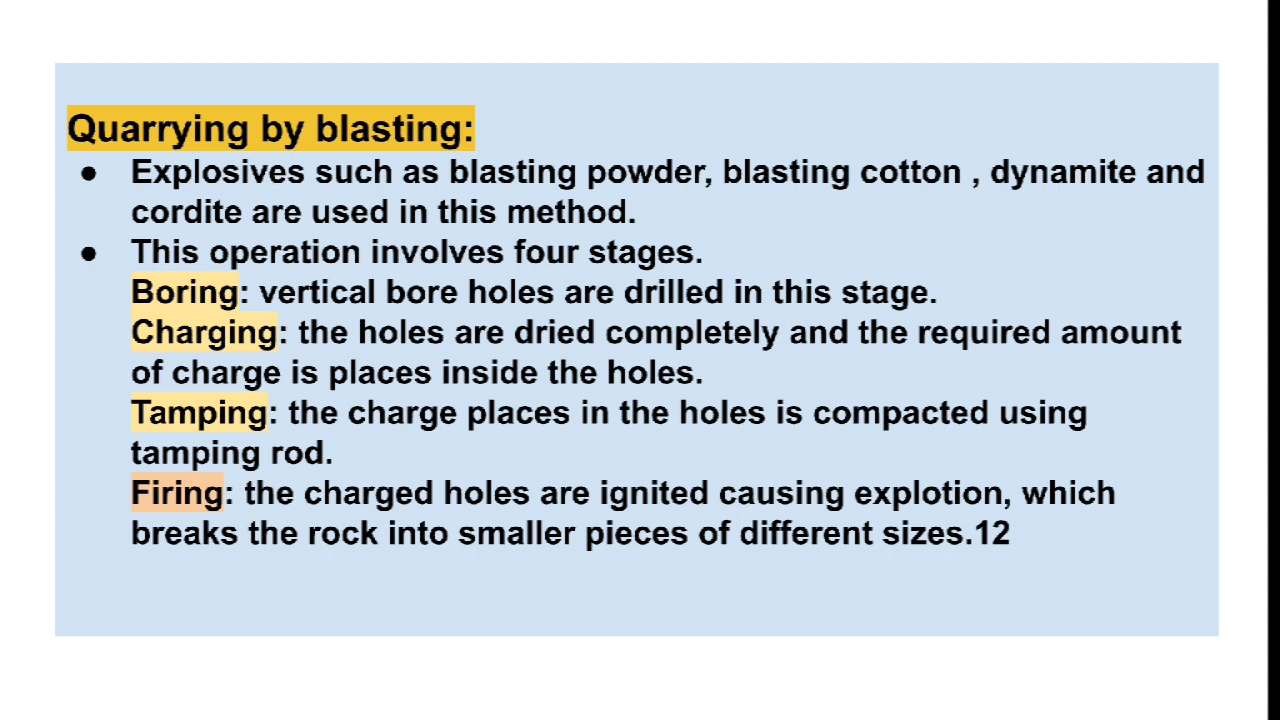 Quarrying by blasting:
● Explosives such as blasting powder, blasting cotton , dynamite and
cordite are used in this method.
● This operation involves four stages.
Boring: vertical bore holes are drilled in this stage.
Charging: the holes are dried completely and the required amount
of charge is places inside the holes.
Tamping: the charge places in the holes is compacted using
tamping rod.
Firing: the charged holes are ignited causing explotion, which
breaks the rock into smaller pieces of different sizes.12